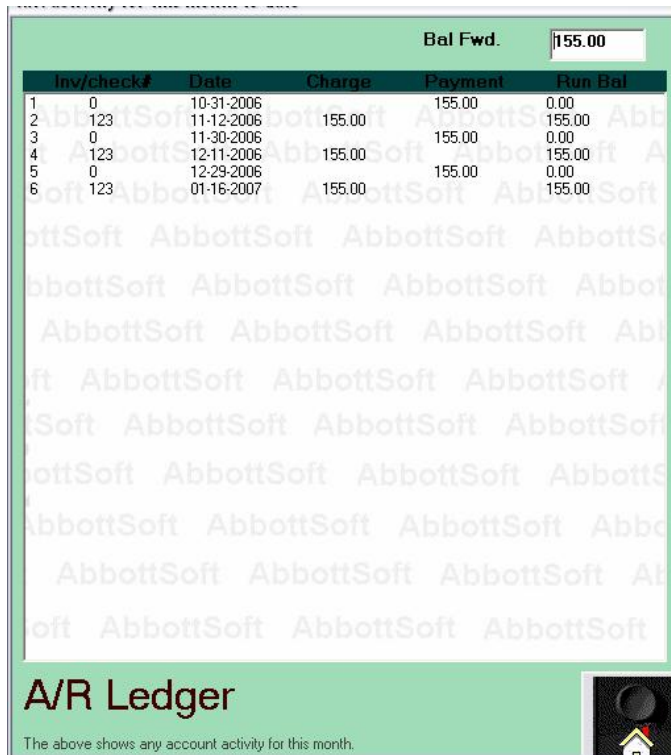 Bal Fwd. 155.00
Inv/check# Date Charge Payment Run Bal
1 0 10-31-2006 155.00 0.00
2 123 11-12-2006 155.00 155.00
3 0 11-30-2006 155.00 0.00
4 123 12-11-2006 155.00 155.00
5 0 12-29-2006 155.00 0.00
6 123 01-16-2007 155.00 155.00
AbbottSoft AbbottSoft AbbottSoft
A/R Ledger
The above shows any account activity for this month.